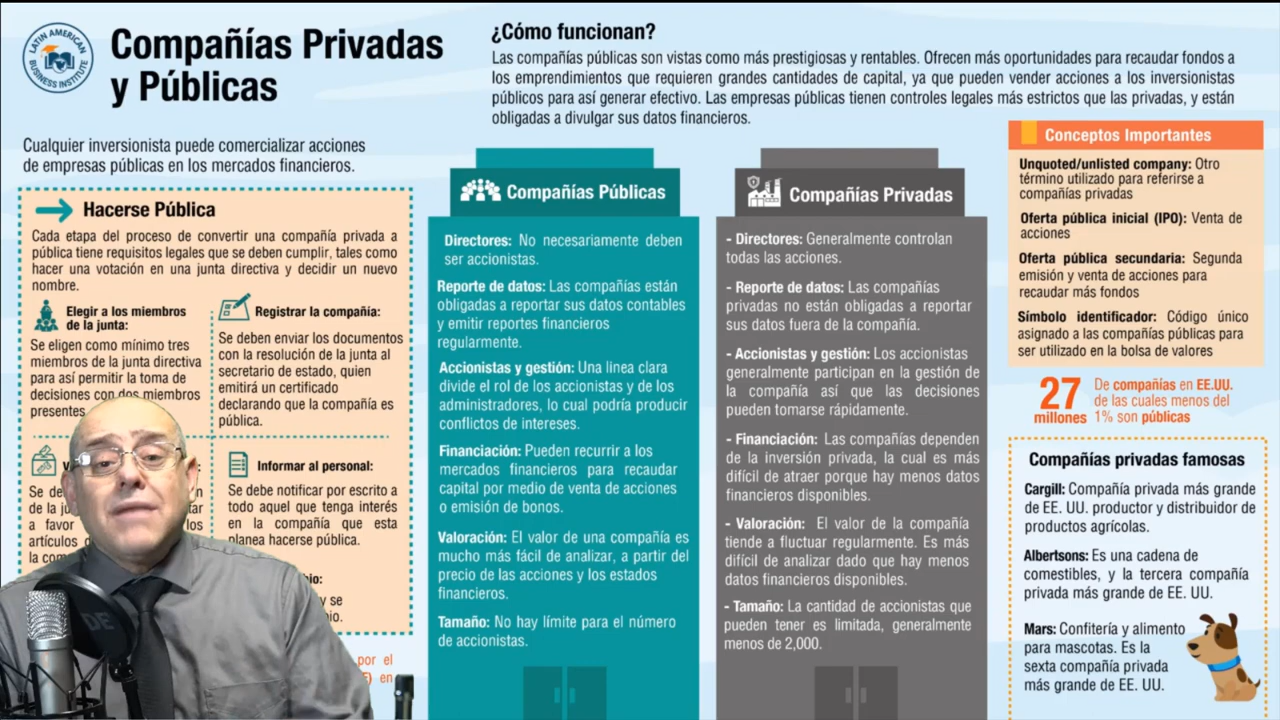 LATIN AMERICAN
BUSINESS INSTITUTE
Compañías Privadas
y Públicas
Cualquier inversionista puede comercializar acciones
de empresas públicas en los mercados financieros.
¿Cómo funcionan?
Las compañías públicas son vistas como más prestigiosos y rentables. Ofrecen más oportunidades para recaudar fondos a
los emprendimientos que requieren grandes cantidades de capital, ya que pueden vender acciones a los inversionistas
públicos para así generar efectivo. Las empresas públicas tienen controles legales más estrictos que las privadas, y están
obligadas a divulgar sus datos financieros.
Hacerse Pública
Cada etapa del proceso de convertir una compañía privada a
pública tiene requisitos legales que se deben cumplir, tales como
hacer una votación en una junta directiva y decidir un nuevo
nombre.
Elegir a los miembros
de la junta:
Se eligen como mínimo tres
miembros de la junta directiva
para así permitir la toma de
decisiones con dos miembros
presentes
Registrar la compañía:
Se deben enviar los documentos
con la resolución de la junta al
secretario de estado, quien
emitirá un certificado
declarando que la compañía es
pública.
V
Se de
de la ju
a favor
artículos
la com
los
Informar al personal:
Se debe notificar por escrito a
todo aquel que tenga interés
en la compañía que esta
planea hacerse pública.
y se
por el
en
Compañías Públicas
Directores: No necesariamente deben
ser accionistas.
Reporte de datos: Las compañías están
obligadas a reportar sus datos contables
y emitir reportes financieros
regularmente.
Accionistas y gestión: Una linea clara
divide el rol de los accionistas y de los
administradores, lo cual podría producir
conflictos de intereses.
Financiación: Pueden recurrir a los
mercados financieros para recaudar
capital por medio de venta de acciones
o emisión de bonos.
Valoración: El valor de una compañía es
mucho más fácil de analizar, a partir del
precio de las acciones y los estados
financieros.
Tamaño: No hay límite para el número
de accionistas.
Compañías Privadas
- Directores: Generalmente controlan
todas las acciones.
- Reporte de datos: Las compañías
privadas no están obligadas a reportar
sus datos fuera de la compañía.
- Accionistas y gestión: Los accionistas
generalmente participan en la gestión de
la compañía así que las decisiones
pueden tomarse rápidamente.
- Financiación: Las compañías dependen
de la inversión privada, la cual es más
difícil de atraer porque hay menos datos
financieros disponibles.
- Valoración: El valor de la compañía
tiende a fluctuar regularmente. Es más
difícil de analizar dado que hay menos
datos financieros disponibles.
- Tamaño: La cantidad de accionistas que
pueden tener es limitada, generalmente
menos de 2,000.
Conceptos Importantes
Unquoted/unlisted company: Otro
término utilizado para referirse a
compañías privadas
Oferta pública inicial (IPO): Venta de
acciones
Oferta pública secundaria: Segunda
emisión y venta de acciones para
recaudar más fondos
Símbolo identificador: Código único
asignado a las compañías públicas para
ser utilizado en la bolsa de valores
27
millones
De compañías en EE.UU.
de las cuales menos del
1% son públicas
Compañías privadas famosas
Cargill: Compañía privada más grande
de EE. UU. productor y distribuidor de
productos agrícolas.
Albertsons: Es una cadena de
comestibles, y la tercera compañía
privada más grande de EE. UU.
Mars: Confitería y alimento
para mascotas. Es la
sexta compañía privada
más grande de EE. UU.